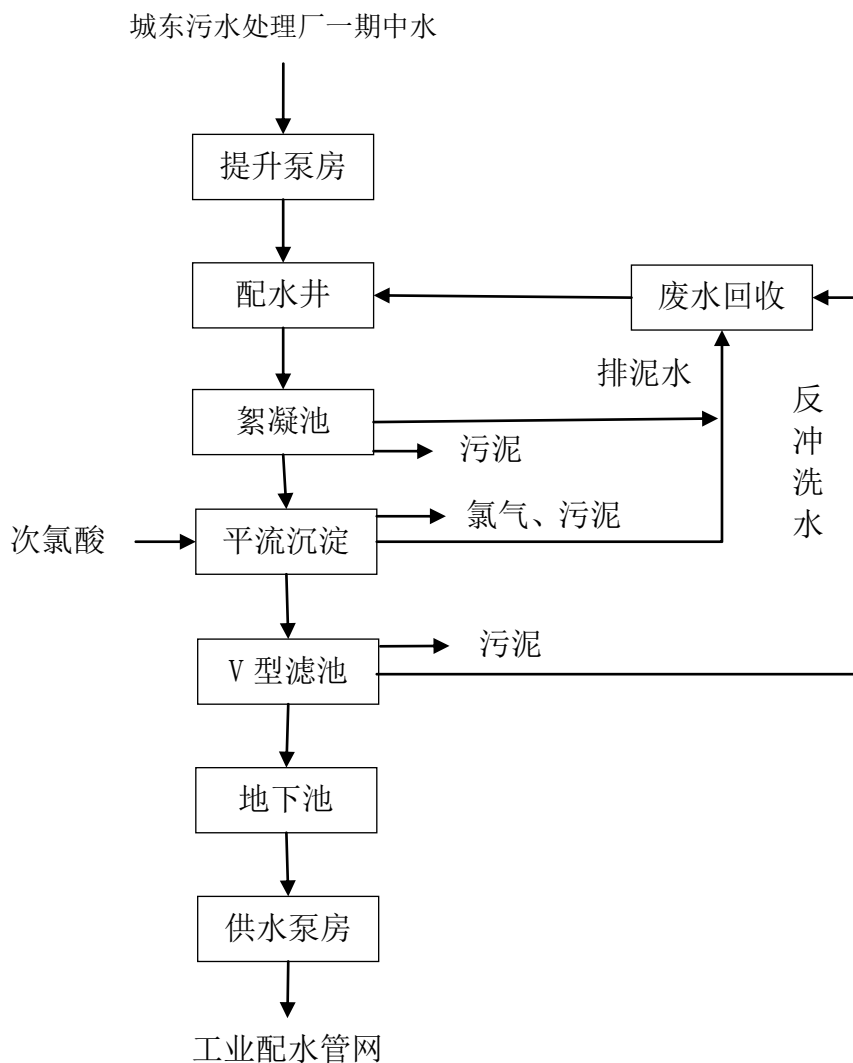 城东污水处理厂一期中水
提升泵房
配水井
废水回收
排泥水
反冲洗水
絮凝池
污泥
次氯酸
平流沉淀
氯气、污泥
V 型滤池
污泥
地下池
供水泵房
工业配水管网